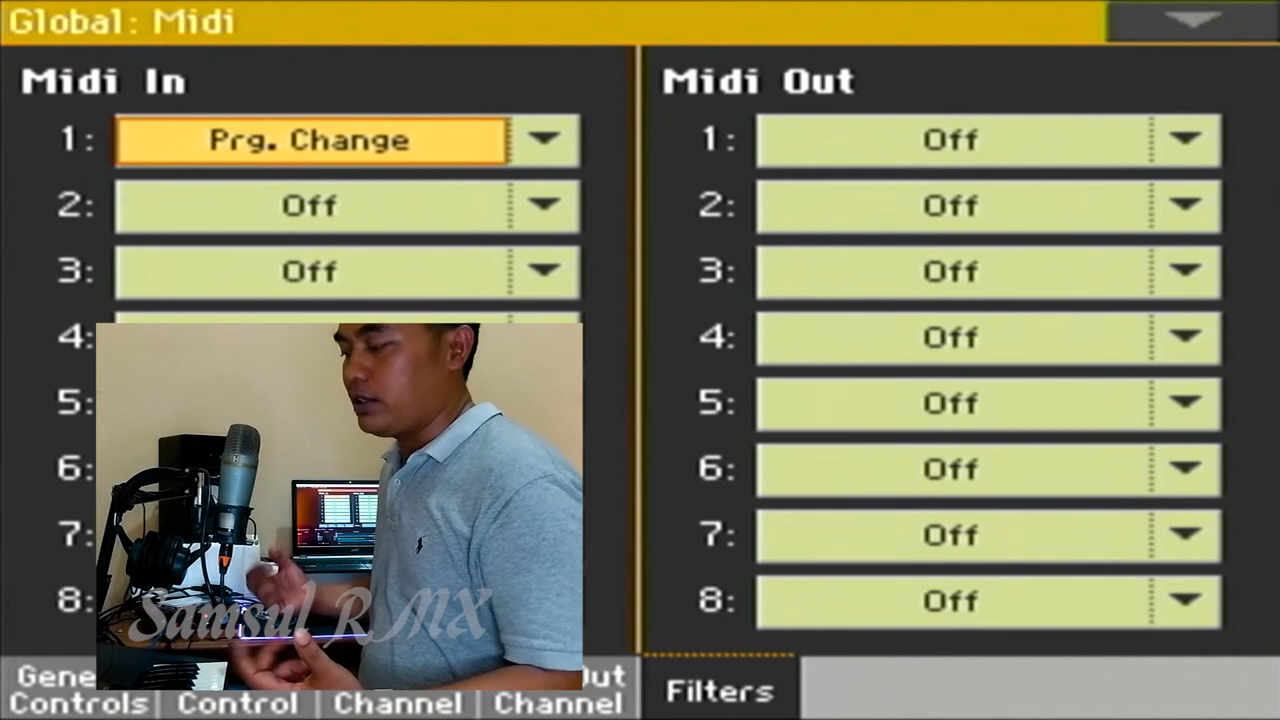 Global: Midi
Midi In
1: Prg. Change
2: Off
3: Off
4:
5:
6:
7:
8:
Midi Out
1: Off
2: Off
3: Off
4: Off
5: Off
6: Off
7: Off
8: Off
Controls
Control
Channel
Out
Channel
Filters
Samsul RMX